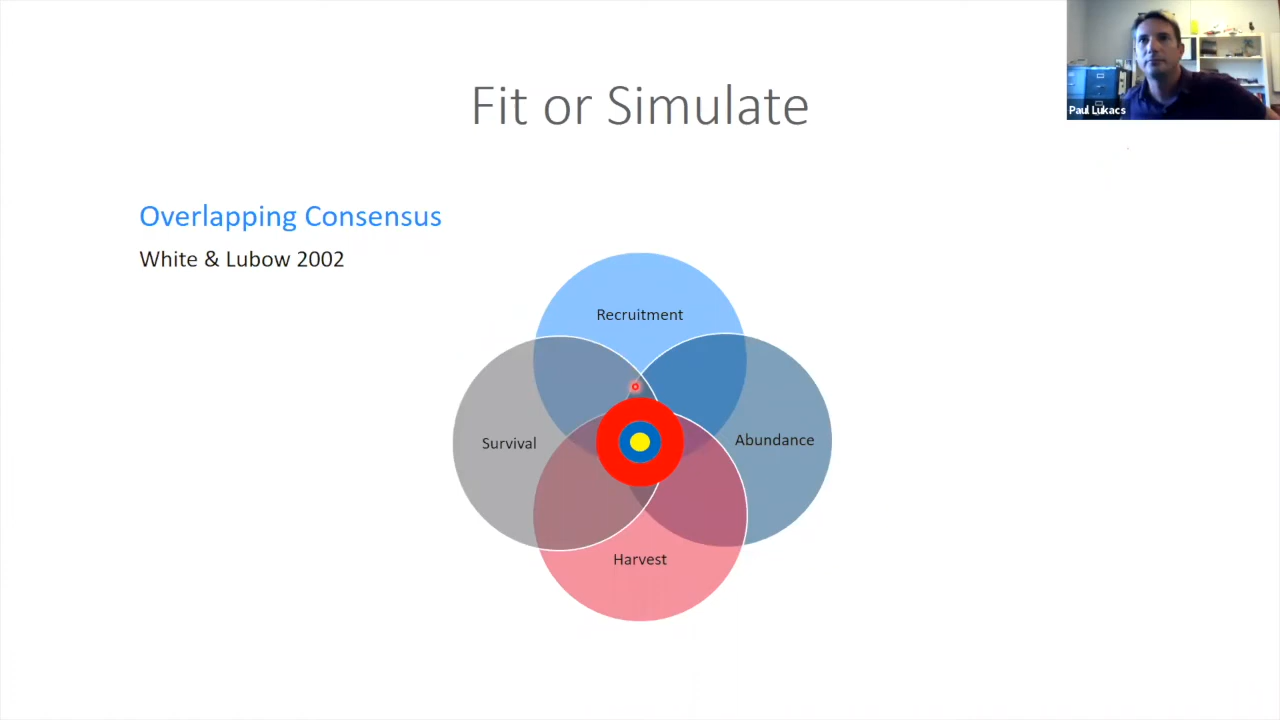 Fit or Simulate
Paul Lukacs
Overlapping Consensus
White & Lubow 2002
Recruitment
Survival
Abundance
Harvest